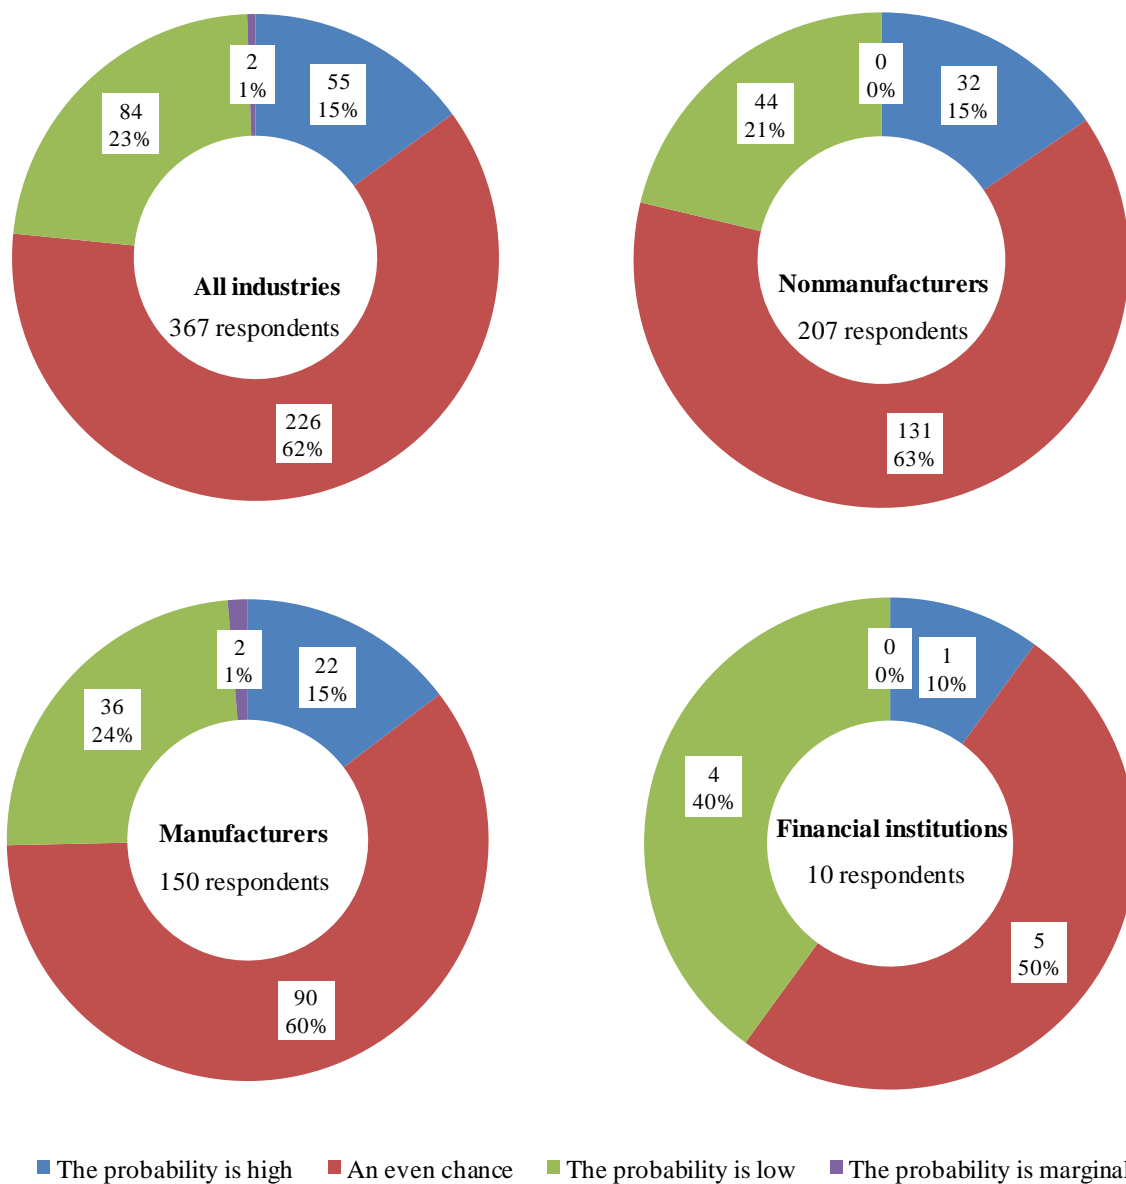 2
1%
55
15%
84
23%
All industries
367 respondents
226
62%
0
0%
32
15%
44
21%
Nonmanufacturers
207 respondents
131
63%
2
1%
22
15%
36
24%
Manufacturers
150 respondents
90
60%
0
0%
1
10%
4
40%
Financial institutions
10 respondents
5
50%
The probability is high
An even chance
The probability is low
The probability is marginal